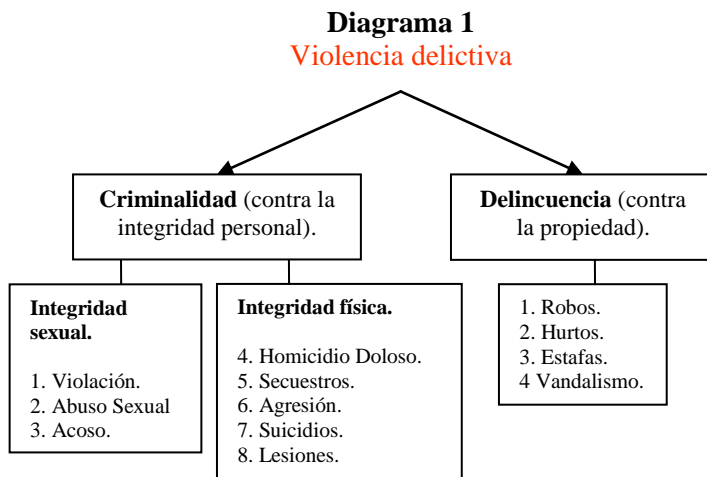 Diagrama 1
Violencia delictiva
Criminalidad (contra la
integridad personal).
Delincuencia (contra
la propiedad).
Integridad
sexual.
1. Violación.
2. Abuso Sexual
3. Acoso.
Integridad física.
4. Homicidio Doloso.
5. Secuestros.
6. Agresión.
7. Suicidios.
8. Lesiones.
1. Robos.
2. Hurtos.
3. Estafas.
4 Vandalismo.